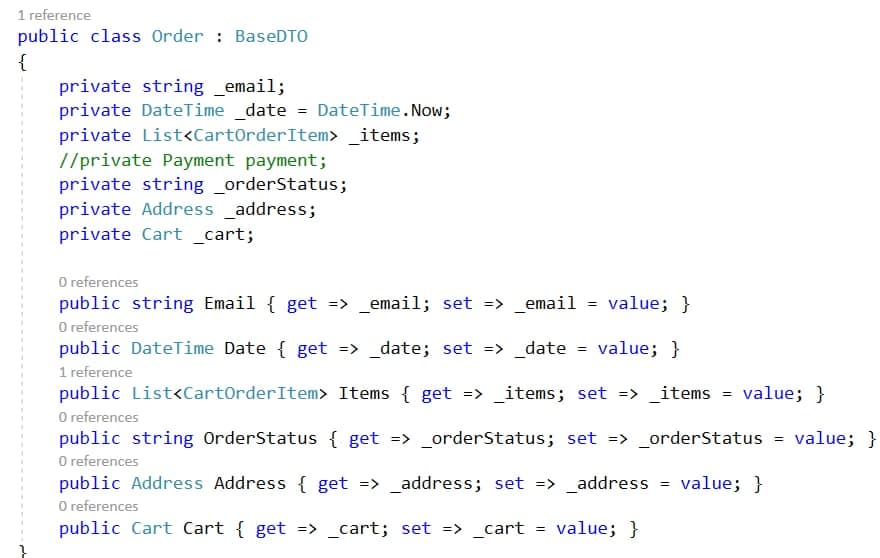 1 reference
public class Order : BaseDTO
{
private string _email;
private DateTime _date = DateTime.Now;
private List<CartOrderItem> _items;
//private Payment payment;
private string _orderStatus;
private Address _address;
private Cart _cart;
0 references
public string Email { get => _email; set => _email = value; }
0 references
public DateTime Date { get => _date; set => _date = value; }
1 reference
public List<CartOrderItem> Items { get => _items; set => _items = value; }
0 references
public string OrderStatus { get => _orderStatus; set => _orderStatus = value; }
0 references
public Address Address { get => _address; set => _address = value; }
0 references
public Cart Cart { get => _cart; set => _cart = value; }
}